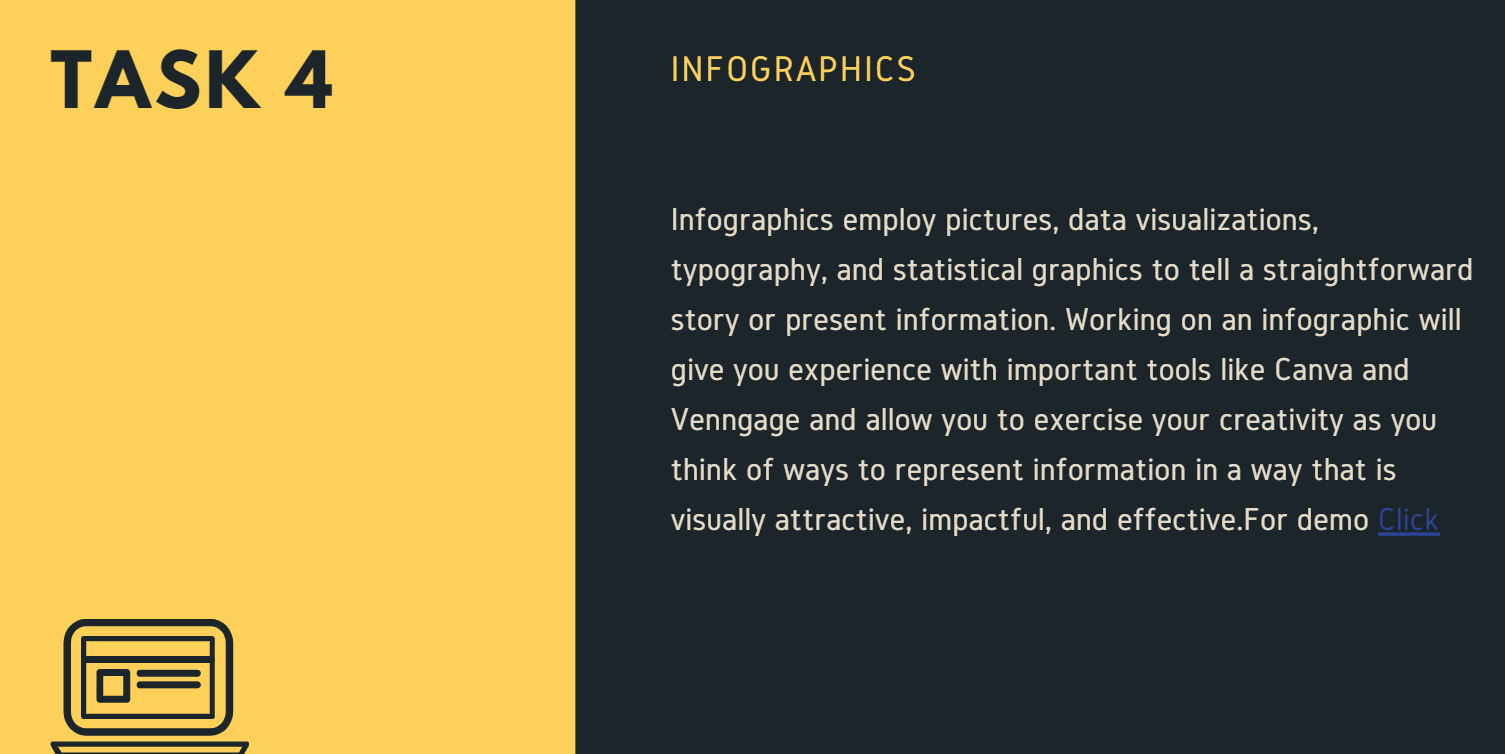 TASK 4
INFOGRAPHICS
Infographics employ pictures, data visualizations,
typography, and statistical graphics to tell a straightforward
story or present information. Working on an infographic will
give you experience with important tools like Canva and
Venngage and allow you to exercise your creativity as you
think of ways to represent information in a way that is
visually attractive, impactful, and effective.For demo Click